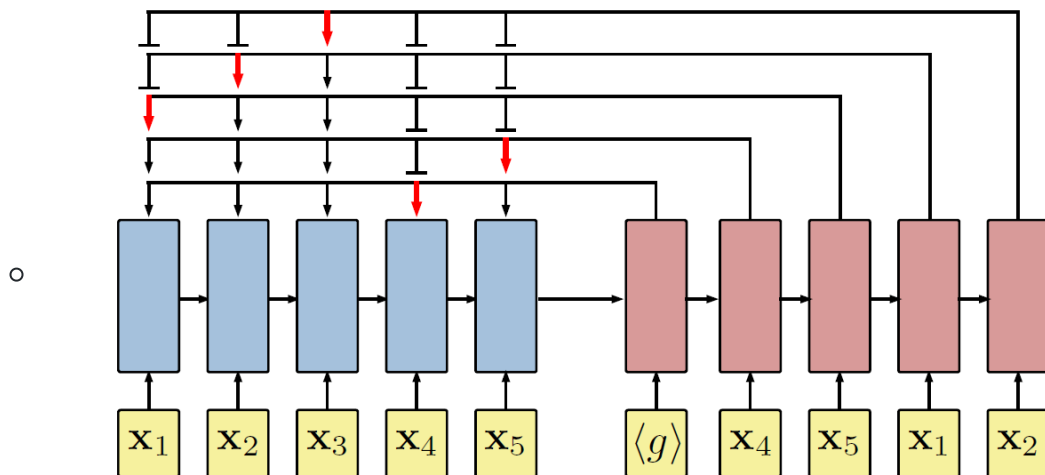 x₁ x₂ x₃ x₄ x₅ ⟨g⟩ x₄ x₅ x₁ x₂